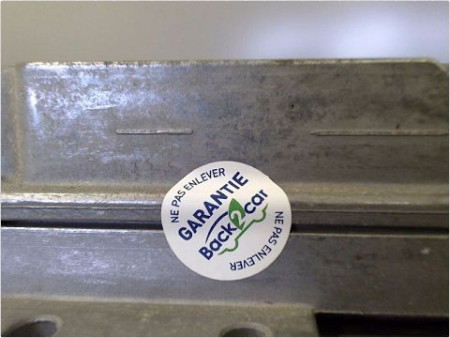 NE PAS ENLEVER
GARANTIE
Back2Car
NE PAS ENLEVER